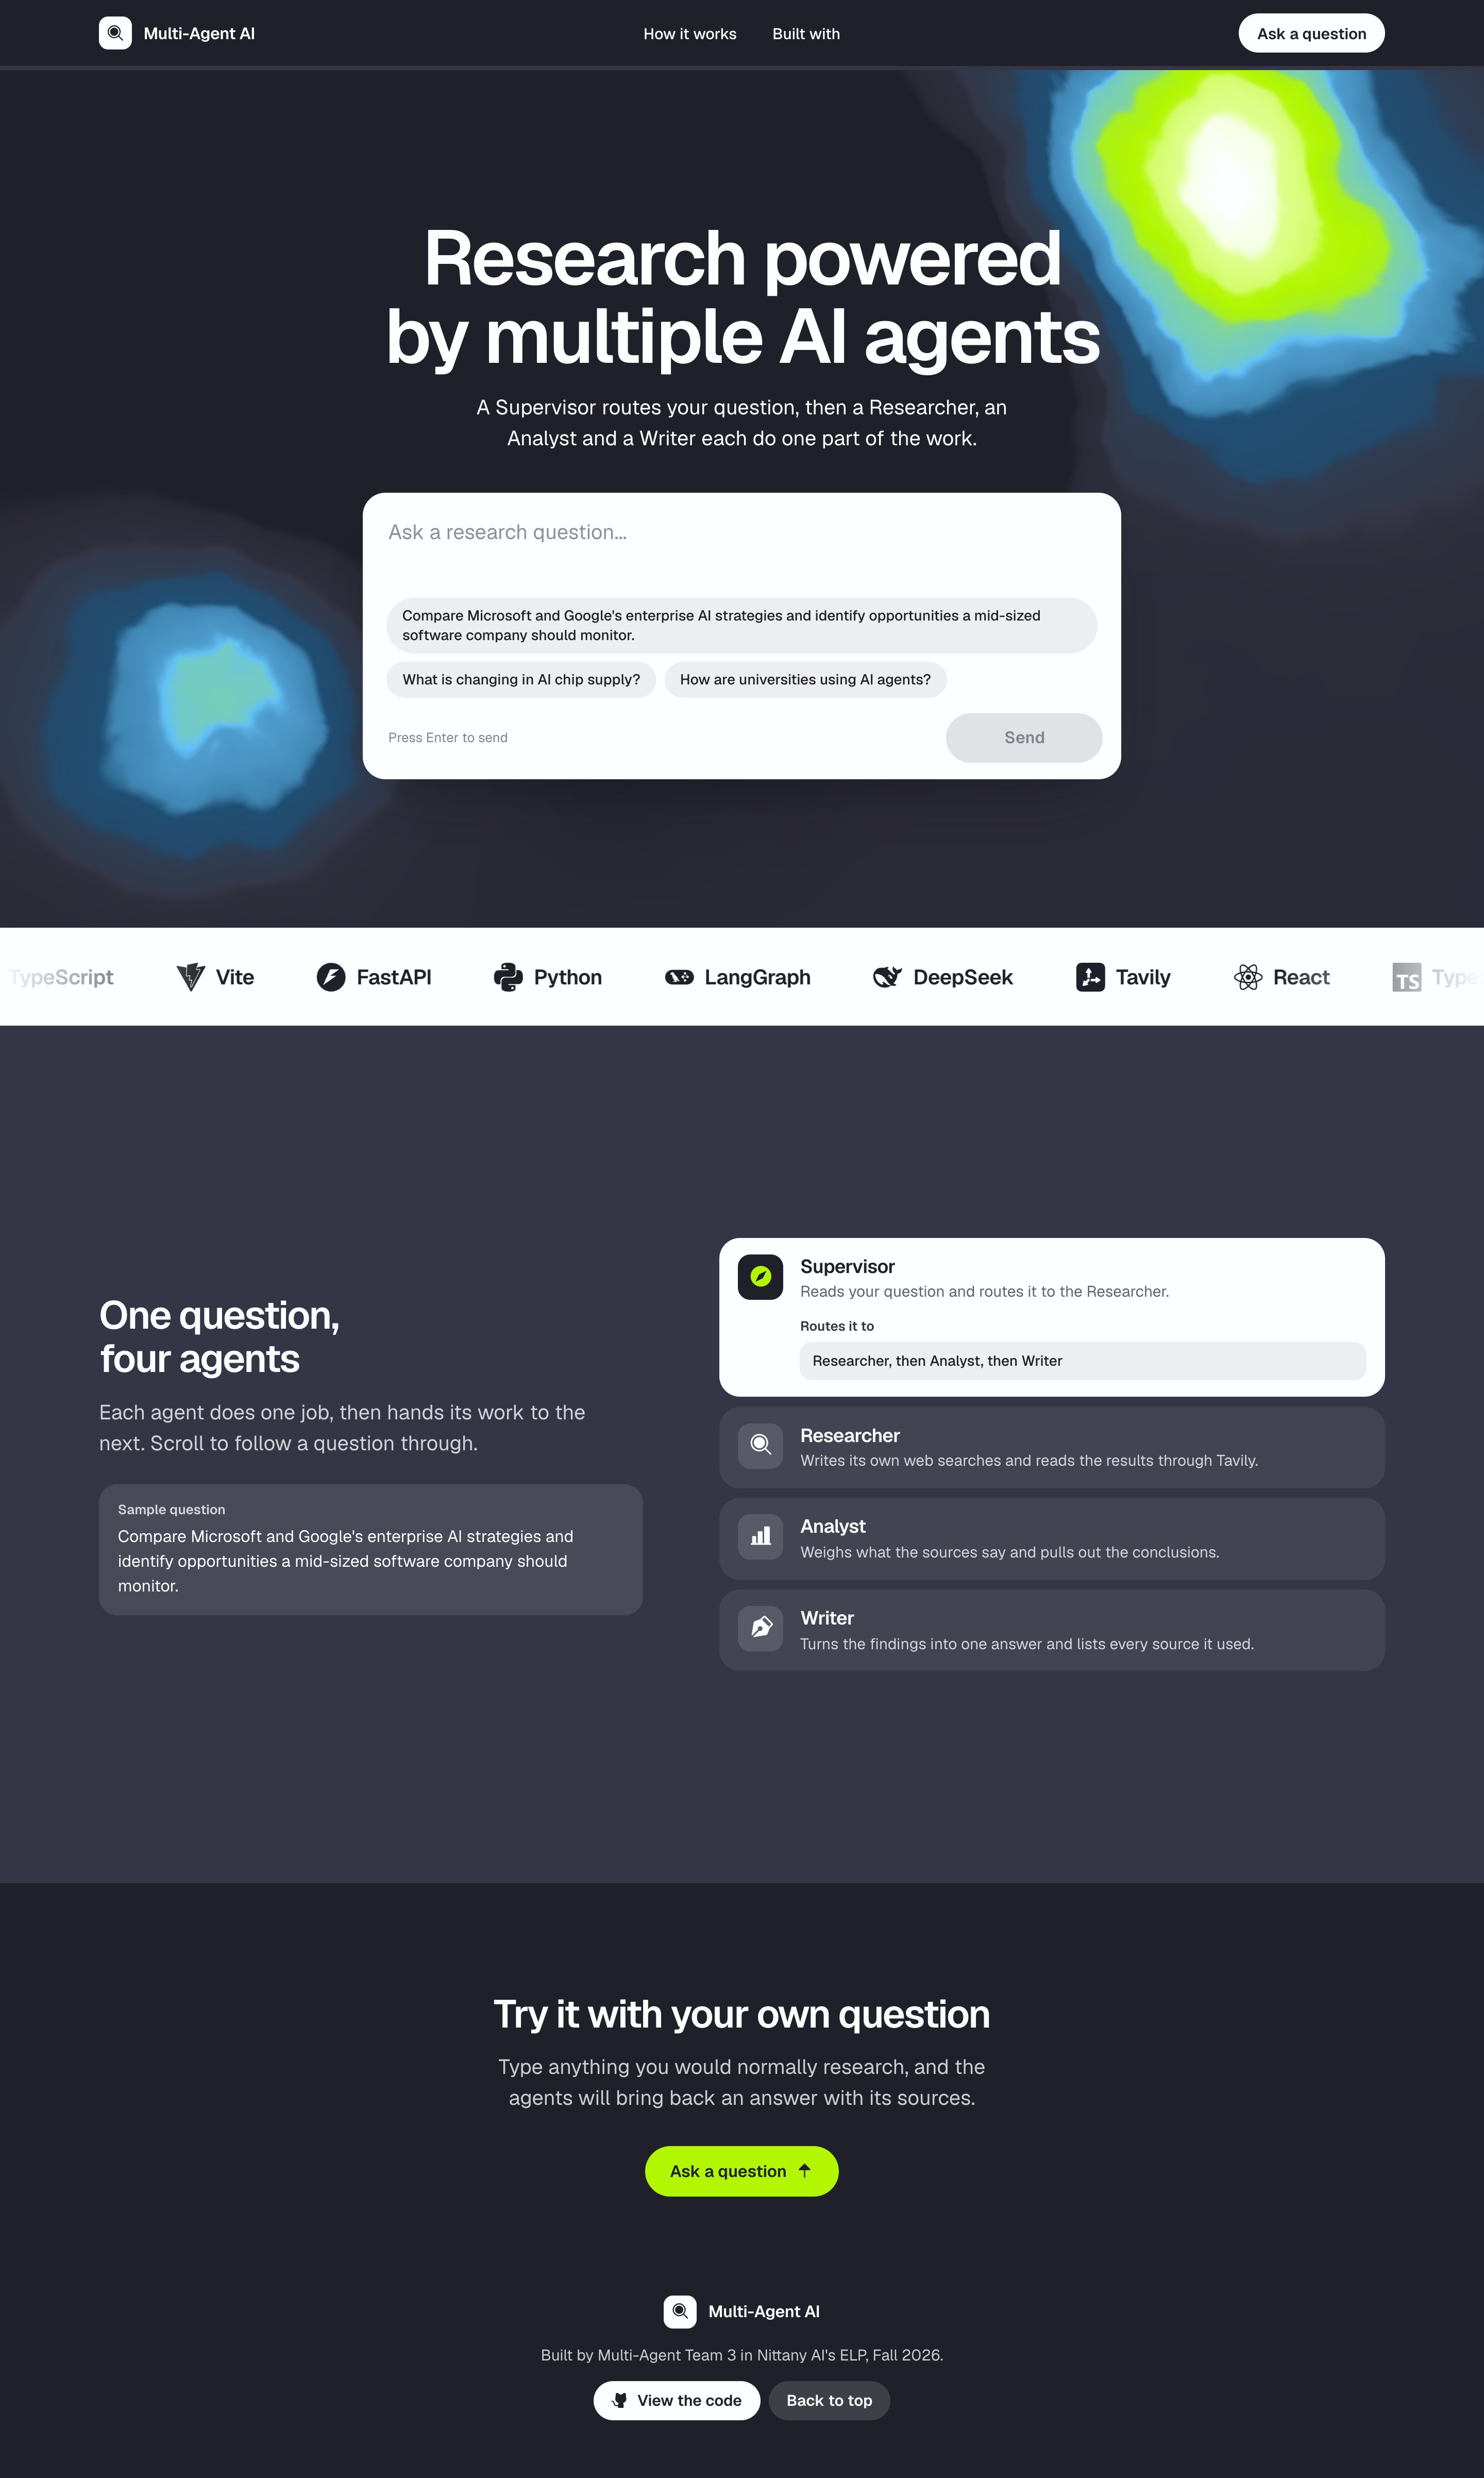 Multi-Agent AI
How it works
Built with
Ask a question
Research powered
by multiple AI agents
A Supervisor routes your question, then a Researcher, an
Analyst and a Writer each do one part of the work.
Ask a research question...
Compare Microsoft and Google's enterprise AI strategies and identify opportunities a mid-sized
software company should monitor.
What is changing in AI chip supply?
How are universities using AI agents?
Press Enter to send
Send
TypeScript
Vite
FastAPI
Python
LangGraph
DeepSeek
Tavily
React
TS
Type
One question,
four agents
Each agent does one job, then hands its work to the
next. Scroll to follow a question through.
Sample question
Compare Microsoft and Google's enterprise AI strategies and
identify opportunities a mid-sized software company should
monitor.
Supervisor
Reads your question and routes it to the Researcher.
Routes it to
Researcher, then Analyst, then Writer
Researcher
Writes its own web searches and reads the results through Tavily.
Analyst
Weighs what the sources say and pulls out the conclusions.
Writer
Turns the findings into one answer and lists every source it used.
Try it with your own question
Type anything you would normally research, and the
agents will bring back an answer with its sources.
Ask a question
Multi-Agent AI
Built by Multi-Agent Team 3 in Nittany AI's ELP, Fall 2026.
View the code
Back to top